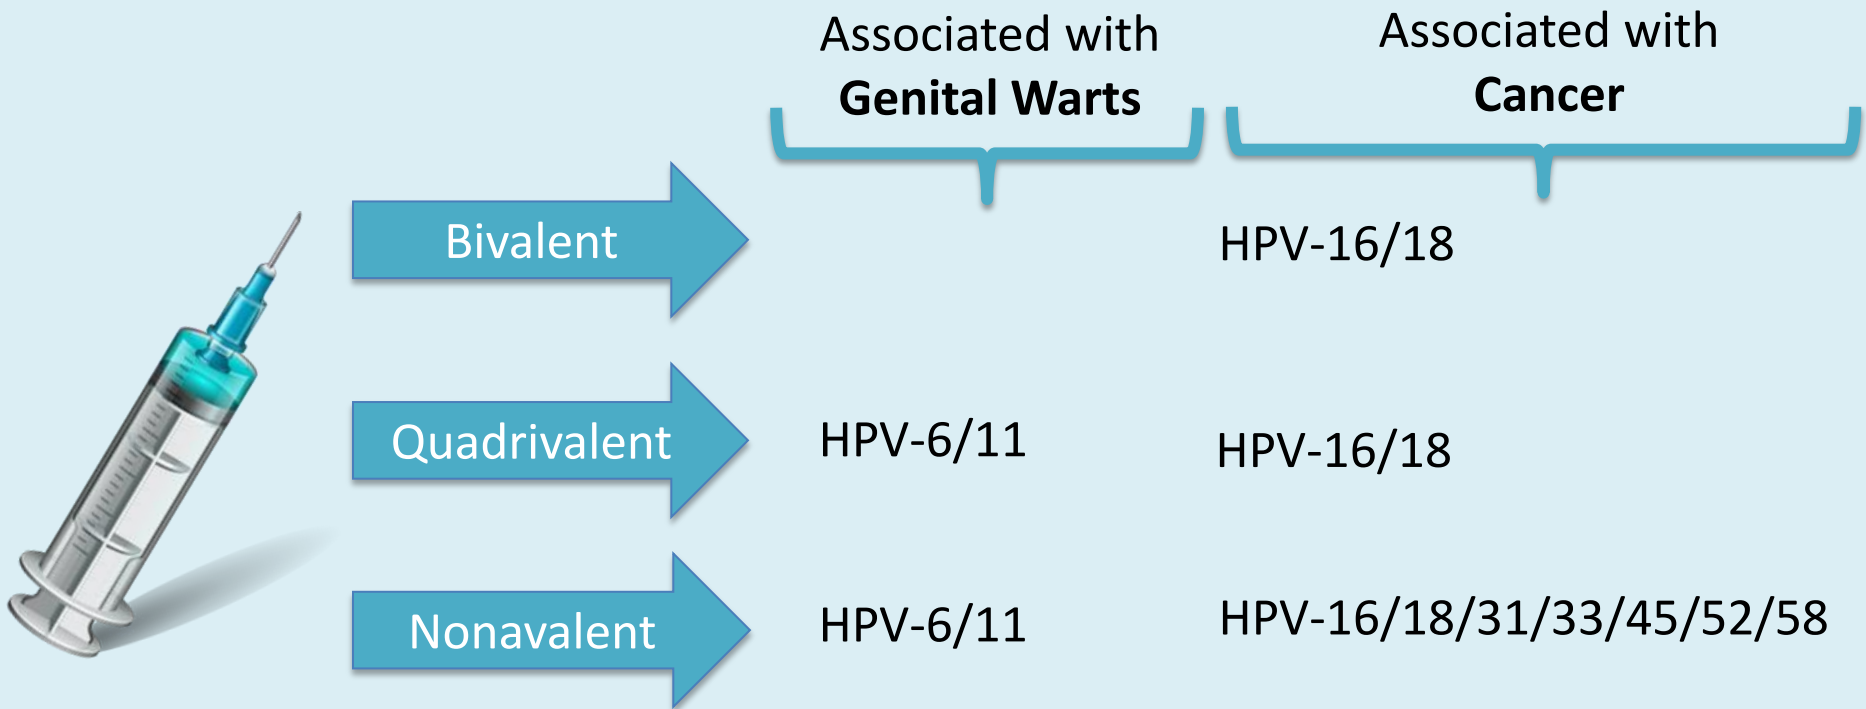 Associated with
Genital Warts
Associated with
Cancer
Bivalent
HPV-16/18
Quadrivalent
HPV-6/11
HPV-16/18
Nonavalent
HPV-6/11
HPV-16/18/31/33/45/52/58